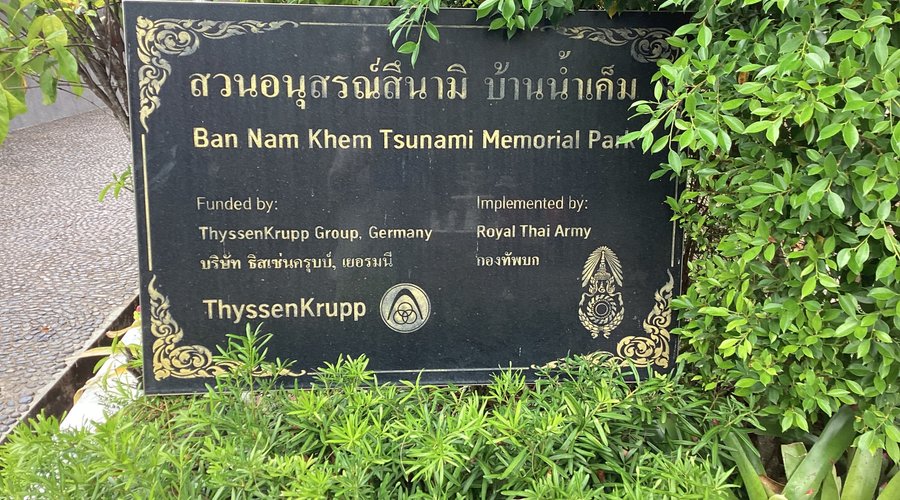 สวนอนุสรณ์สึนามิ บ้านน้ำเค็ม
Ban Nam Khem Tsunami Memorial Park
Funded by:
ThyssenKrupp Group, Germany
บริษัท ธิสเซ่นครุบบ์, เยอรมนี
ThyssenKrupp
Implemented by:
Royal Thai Army
กองทัพบก